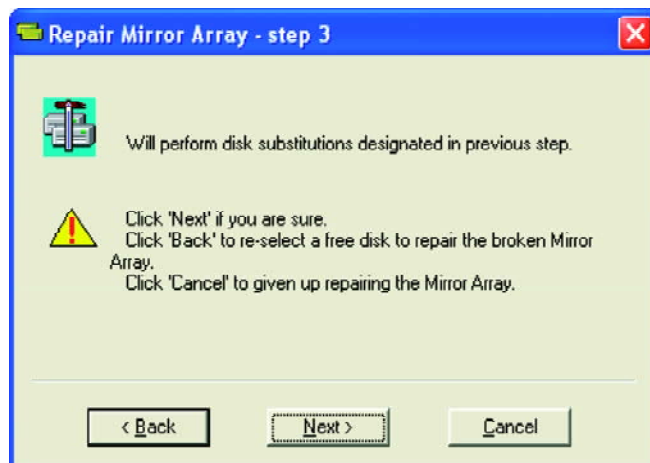 Repair Mirror Array - step 3
Will perform disk substitutions designated in previous step.
Click 'Next' if you are sure.
Click 'Back' to re-select a free disk to repair the broken Mirror
Array.
Click 'Cancel' to given up repairing the Mirror Array.
< Back
Next >
Cancel